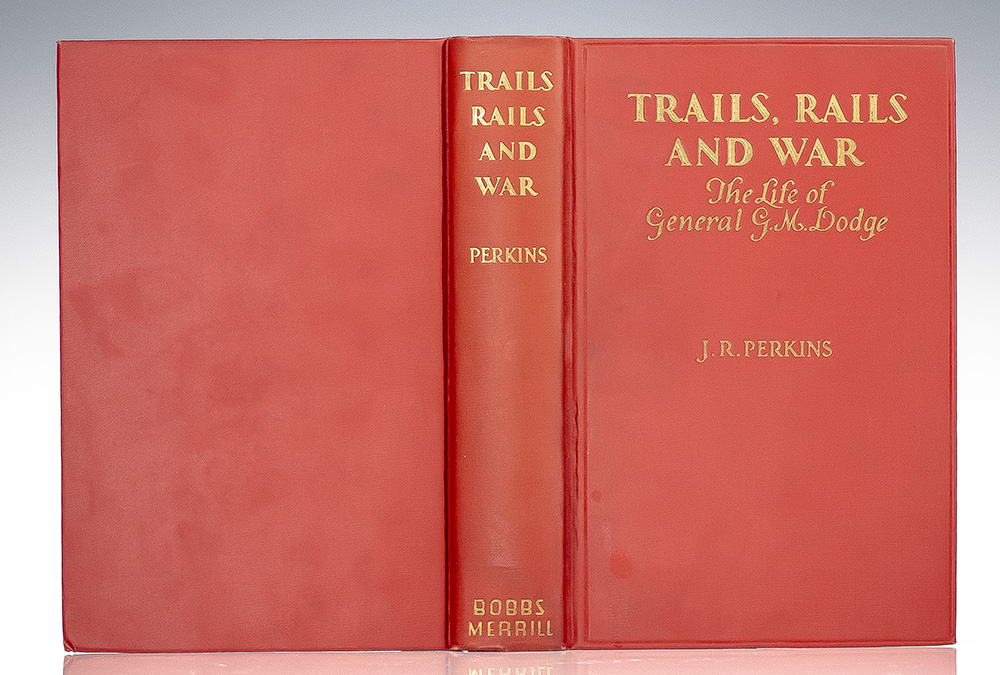 TRAILS
RAILS
AND
WAR
PERKINS
BOBBS
MERRILL
TRAILS, RAILS
AND WAR
The Life of
General G.M.Dodge
J.R.PERKINS